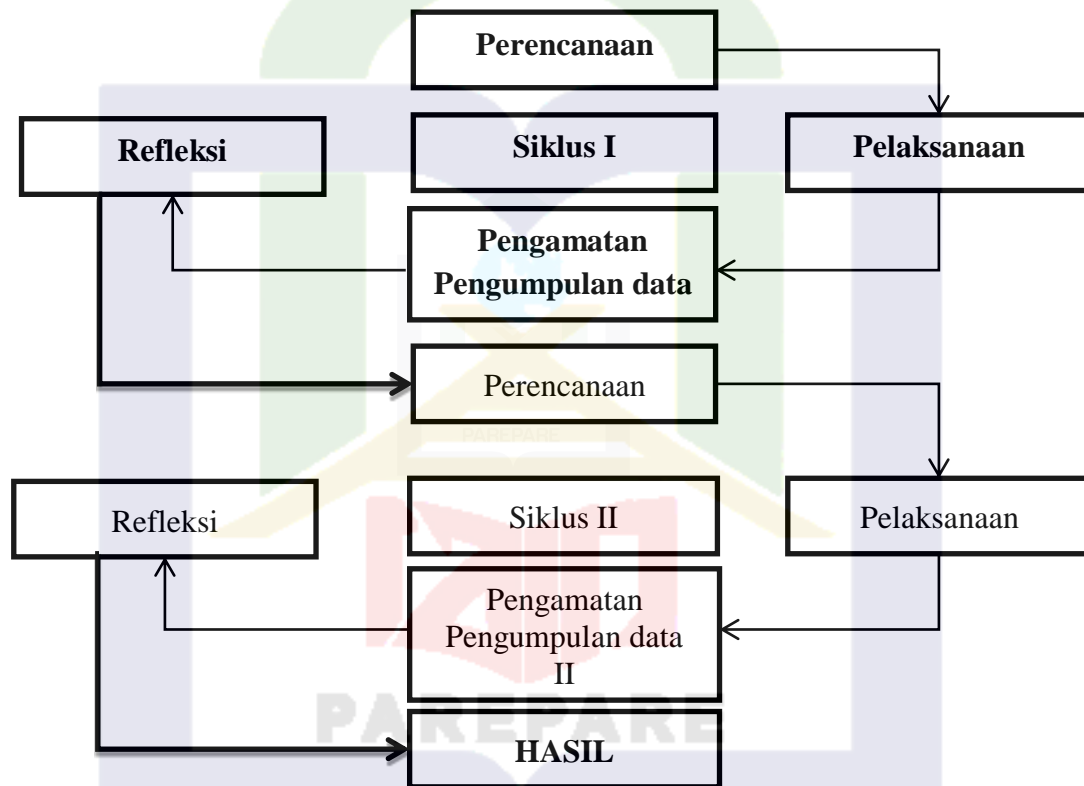 Perencanaan
Refleksi
Siklus I
Pelaksanaan
Pengamatan
Pengumpulan data
Perencanaan
PAREPARE
Refleksi
Siklus II
Pelaksanaan
Pengamatan
Pengumpulan data
II
PAREPARE
HASIL